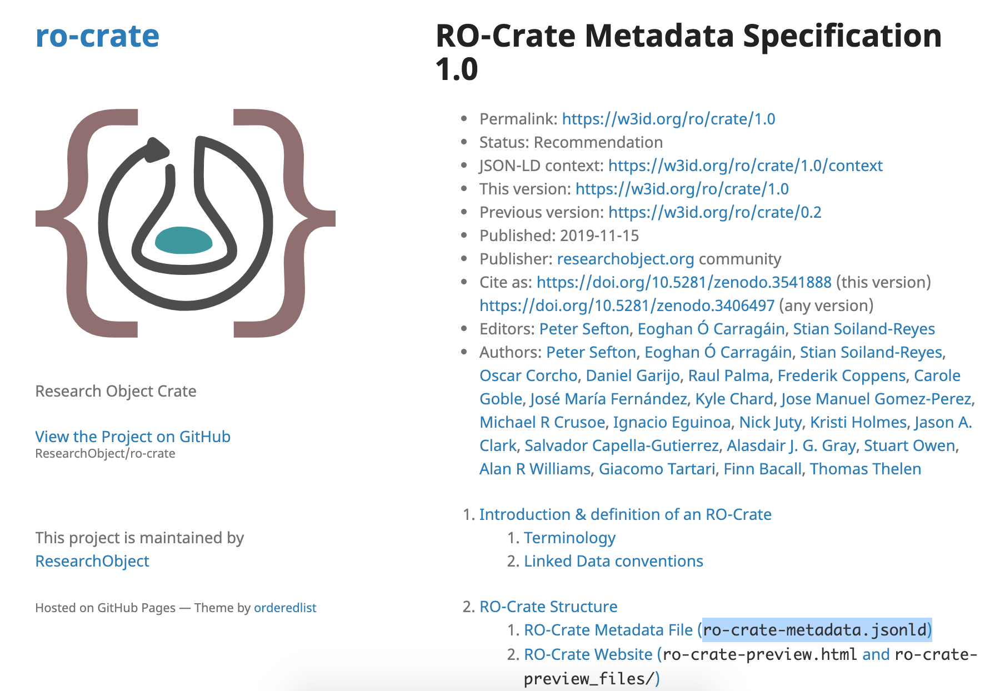 ro-crate
Research Object Crate
View the Project on GitHub
ResearchObject/ro-crate
This project is maintained by
ResearchObject
Hosted on GitHub Pages — Theme by orderedlist
RO-Crate Metadata Specification
1.0
• Permalink: https://w3id.org/ro/crate/1.0
• Status: Recommendation
• JSON-LD context: https://w3id.org/ro/crate/1.0/context
• This version: https://w3id.org/ro/crate/1.0
• Previous version: https://w3id.org/ro/crate/0.2
• Published: 2019-11-15
• Publisher: researchobject.org community
• Cite as: https://doi.org/10.5281/zenodo.3541888 (this version)
https://doi.org/10.5281/zenodo.3406497 (any version)
• Editors: Peter Sefton, Eoghan Ó Carragáin, Stian Soiland-Reyes
• Authors: Peter Sefton, Eoghan Ó Carragáin, Stian Soiland-Reyes,
Oscar Corcho, Daniel Garijo, Raul Palma, Frederik Coppens, Carole
Goble, José María Fernández, Kyle Chard, Jose Manuel Gomez-Perez,
Michael R Crusoe, Ignacio Eguinoa, Nick Juty, Kristi Holmes, Jason A.
Clark, Salvador Capella-Gutierrez, Alasdair J. G. Gray, Stuart Owen,
Alan R Williams, Giacomo Tartari, Finn Bacall, Thomas Thelen
1. Introduction & definition of an RO-Crate
1. Terminology
2. Linked Data conventions
2. RO-Crate Structure
1. RO-Crate Metadata File (ro-crate-metadata.jsonld)
2. RO-Crate Website (ro-crate-preview.html and ro-crate-
preview_files/)